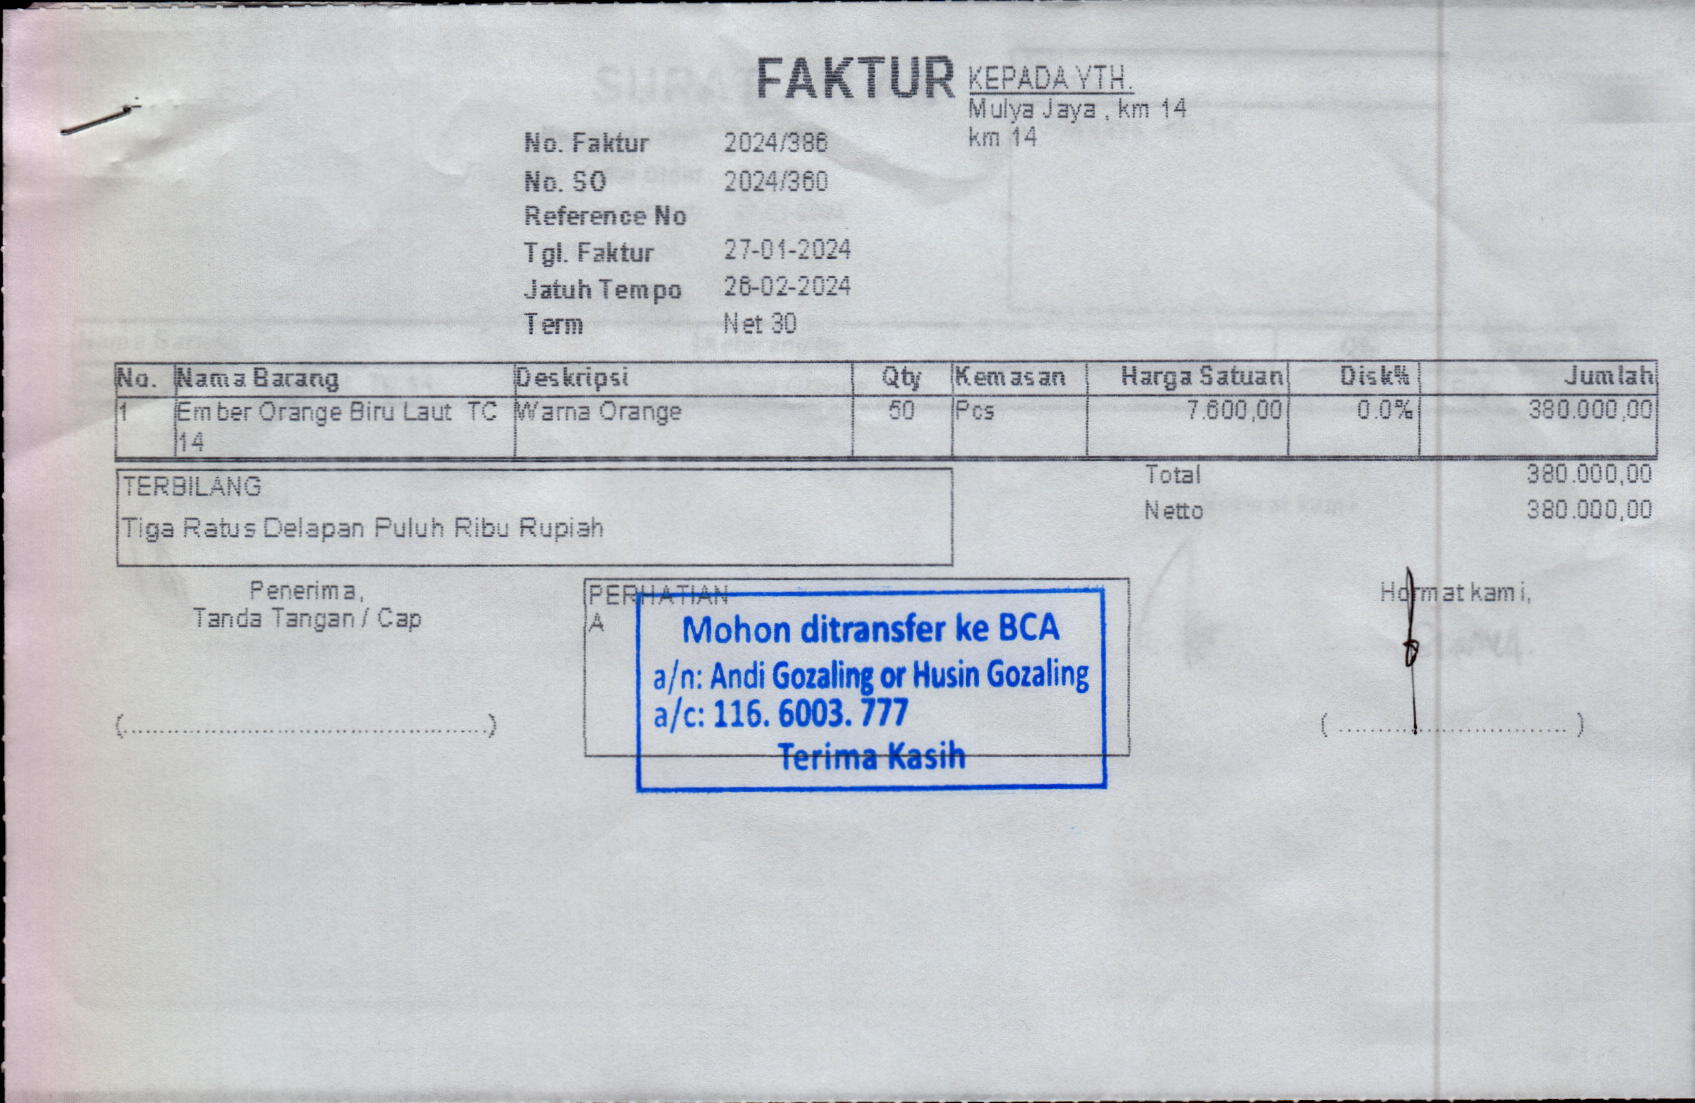 FAKTUR
KEPADA YTH.
Mulya Jaya , km 14
km 14
No. Faktur 2024/386
No. SO 2024/360
Reference No
Tgl. Faktur 27-01-2024
Jatuh Tempo 26-02-2024
Term Net 30
No. Nama Barang Deskripsi Qty Kemasan Harga Satuan Disk% Jumlah
1 Ember Orange Biru Laut TC Warna Orange 50 Pcs 7.600,00 0.0% 380.000,00
14
TERBILANG
Tiga Ratus Delapan Puluh Ribu Rupiah
Total 380.000,00
Netto 380.000,00
Penerima,
Tanda Tangan / Cap
(..............................................)
PERHATIAN
A
Mohon ditransfer ke BCA
a/n: Andi Gozaling or Husin Gozaling
a/c: 116. 6003. 777
Terima Kasih
Hormat kami,
( ............................. )